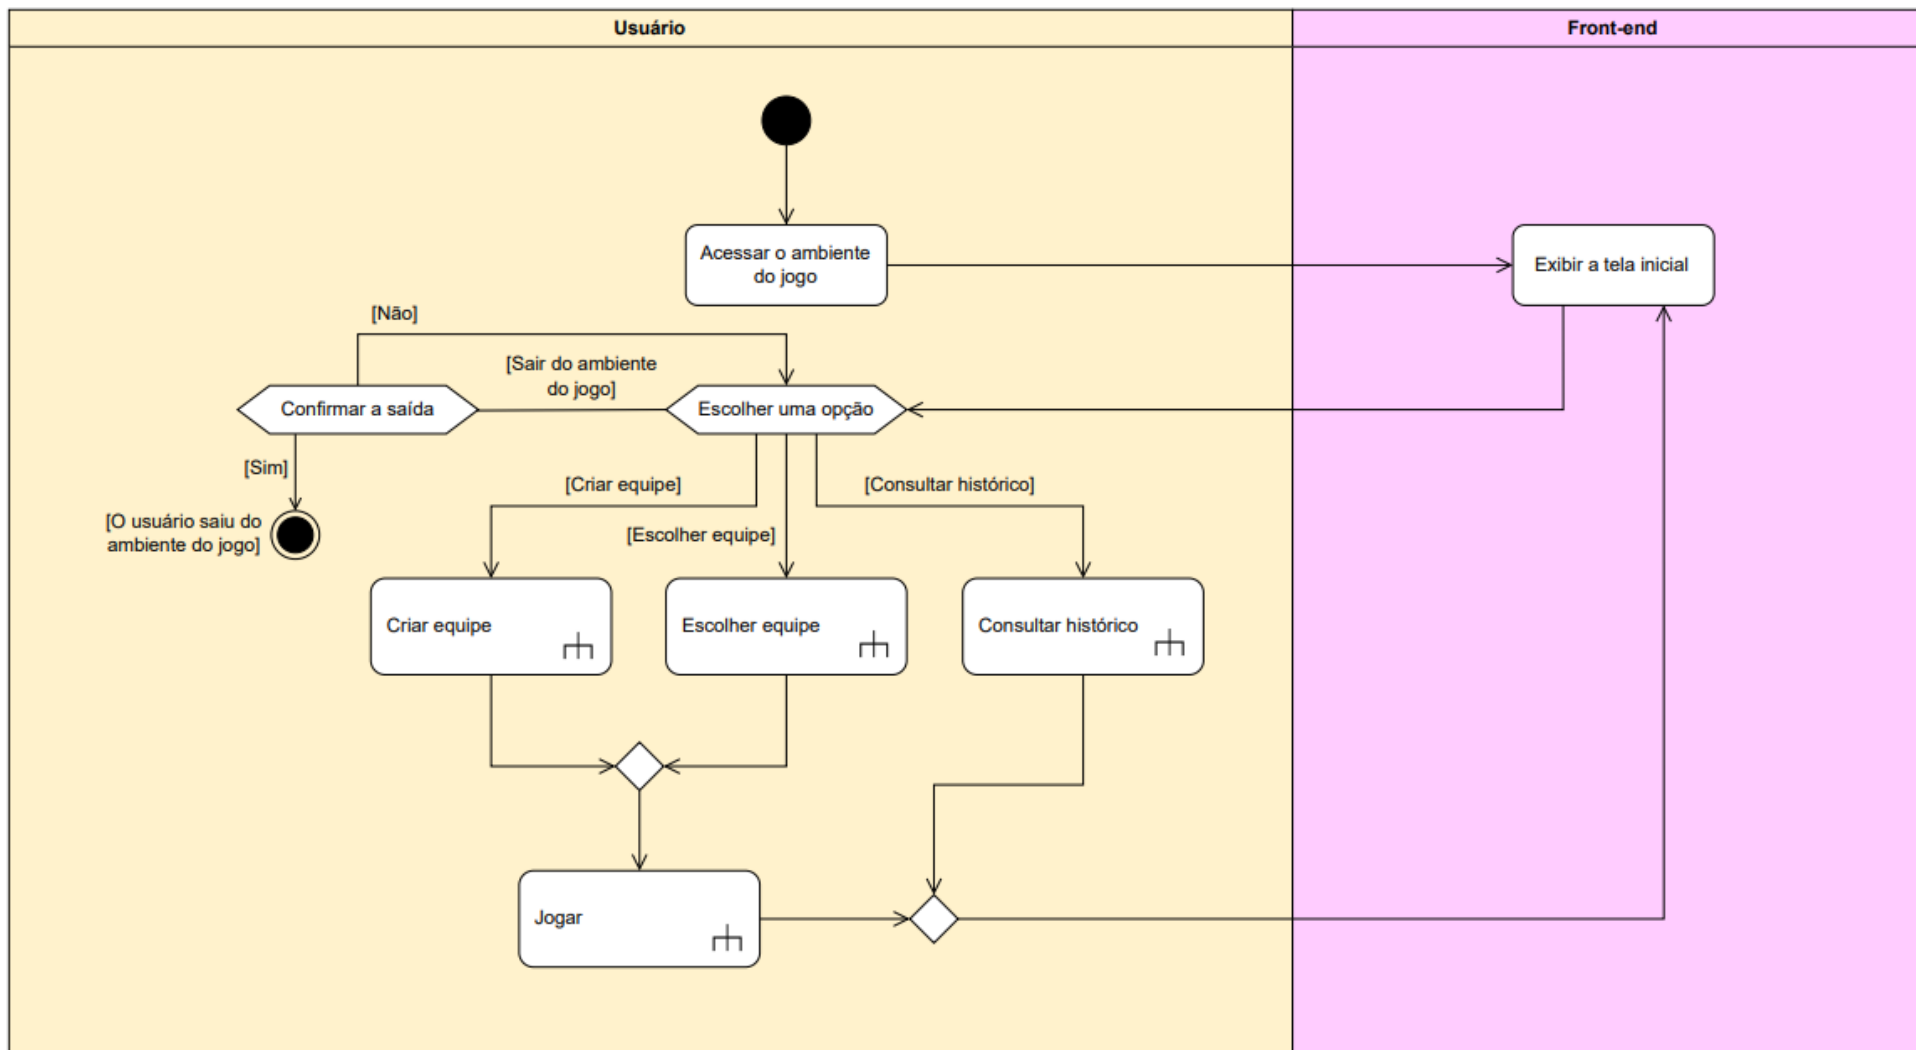 Usuário
Front-end
Acessar o ambiente
do jogo
Exibir a tela inicial
[Não]
[Sair do ambiente
do jogo]
Confirmar a saída
Escolher uma opção
[Sim]
[Criar equipe]
[Consultar histórico]
[O usuário saiu do
ambiente do jogo]
[Escolher equipe]
Criar equipe
Escolher equipe
Consultar histórico
Jogar